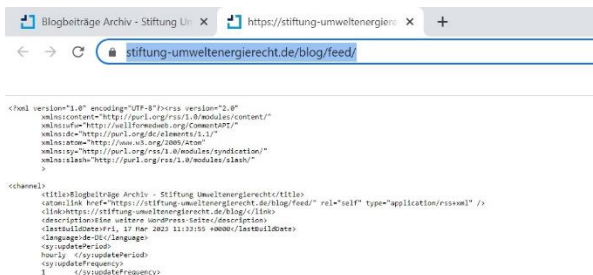 Blogbeiträge Archiv - Stiftung Um
https://stiftung-umweltenergiere
stiftung-umweltenergierecht.de/blog/feed/
<?xml version="1.0" encoding="UTF-8"?><rss version="2.0"
xmlns:content="http://purl.org/rss/1.0/modules/content/"
xmlns:wfw="http://wellformedweb.org/CommentAPI/"
xmlns:dc="http://purl.org/dc/elements/1.1/"
xmlns:atom="http://www.w3.org/2005/Atom"
xmlns:sy="http://purl.org/rss/1.0/modules/syndication/"
xmlns:slash="http://purl.org/rss/1.0/modules/slash/"
>
<channel>
<title>Blogbeiträge Archiv - Stiftung Umweltenergierecht</title>
<atom:link href="https://stiftung-umweltenergierecht.de/blog/feed/" rel="self" type="application/rss+xml" />
<link>https://stiftung-umweltenergierecht.de/blog/</link>
<description>Eine weitere WordPress-Seite</description>
<lastBuildDate>Fri, 17 Mar 2023 11:33:55 +0000</lastBuildDate>
<language>de-DE</language>
<sy:updatePeriod>
hourly </sy:updatePeriod>
<sy:updateFrequency>
1 </sy:updateFrequency>